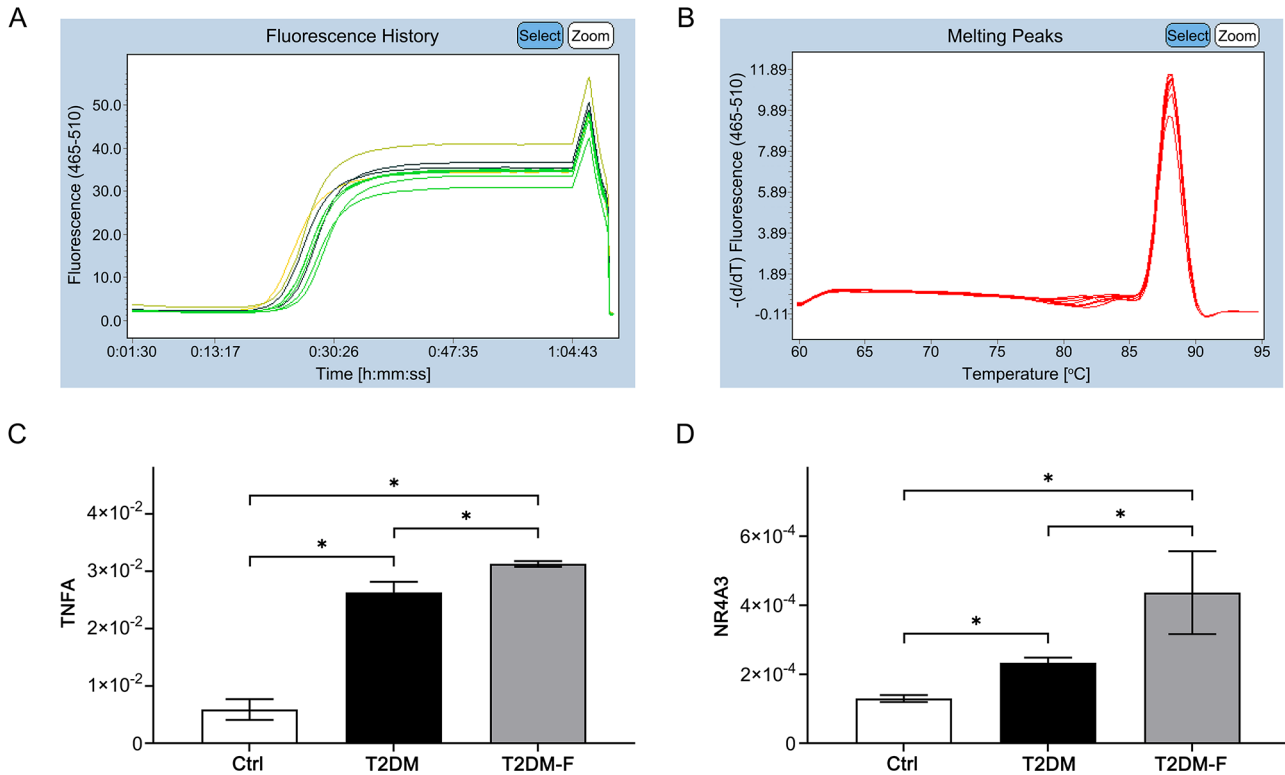 A
Fluorescence History
Select
Zoom
Fluorescence (465-510)
50.0
40.0
30.0
20.0
10.0
0.0
0:01:30
0:13:17
0:30:26
0:47:35
1:04:43
Time [h:mm:ss]
B
Melting Peaks
Select
Zoom
-(d/dT) Fluorescence (465-510)
11.89
9.89
7.89
5.89
3.89
1.89
-0.11
60
65
70
75
80
85
90
95
Temperature [°C]
C
TNFA
4×10⁻²
3×10⁻²
2×10⁻²
1×10⁻²
0
*
*
*
Ctrl
T2DM
T2DM-F
D
NR4A3
6×10⁻⁴
4×10⁻⁴
2×10⁻⁴
0
*
*
*
Ctrl
T2DM
T2DM-F